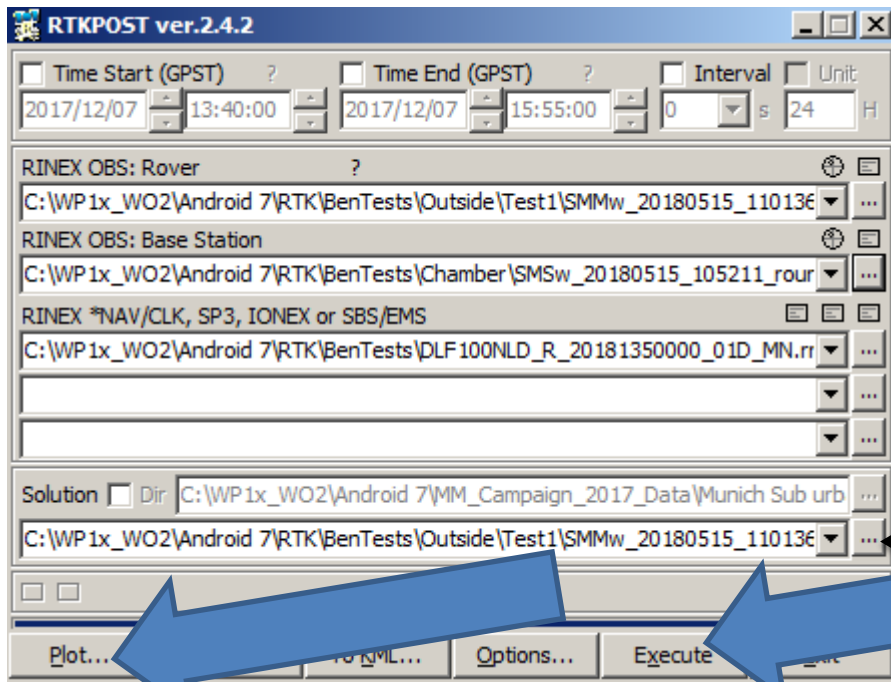 RTKPOST ver.2.4.2
Time Start (GPST) ? Time End (GPST) ? Interval Unit
2017/12/07 13:40:00 2017/12/07 15:55:00 0 s 24 H
RINEX OBS: Rover ?
C:\WP1x_WO2\Android 7\RTK\BenTests\Outside\Test1\SMMw_20180515_110136 ...
RINEX OBS: Base Station
C:\WP1x_WO2\Android 7\RTK\BenTests\Chamber\SMSw_20180515_105211_rour ...
RINEX *NAV/CLK, SP3, IONEX or SBS/EMS
C:\WP1x_WO2\Android 7\RTK\BenTests\DLF100NLD_R_20181350000_01D_MN.rr ...
...
...
Solution Dir C:\WP1x_WO2\Android 7\MM_Campaign_2017_Data\Munich Sub urb ...
C:\WP1x_WO2\Android 7\RTK\BenTests\Outside\Test1\SMMw_20180515_110136 ...
Plot... KML... Options... Execute